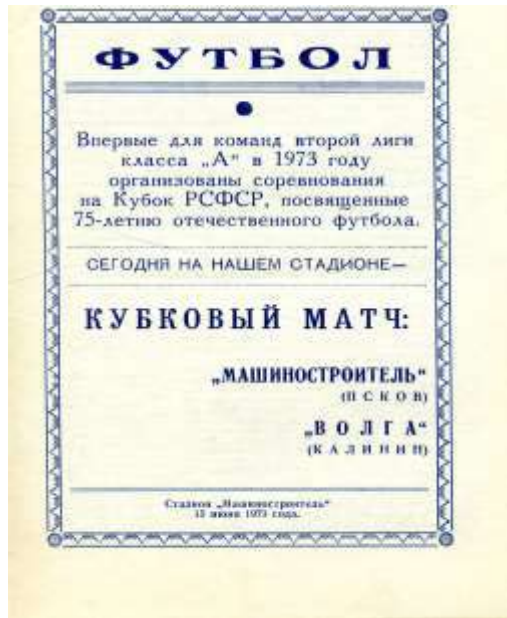 ФУТБОЛ
Впервые для команд второй лиги
класса „А“ в 1973 году
организованы соревнования
на Кубок РСФСР, посвященные
75-летию отечественного футбола.
СЕГОДНЯ НА НАШЕМ СТАДИОНЕ—
КУБКОВЫЙ МАТЧ:
„МАШИНОСТРОИТЕЛЬ“
(ПСКОВ)
„ВОЛГА“
(КАЛИНИН)
Стадион „Машиностроитель“
июня 1973 года.